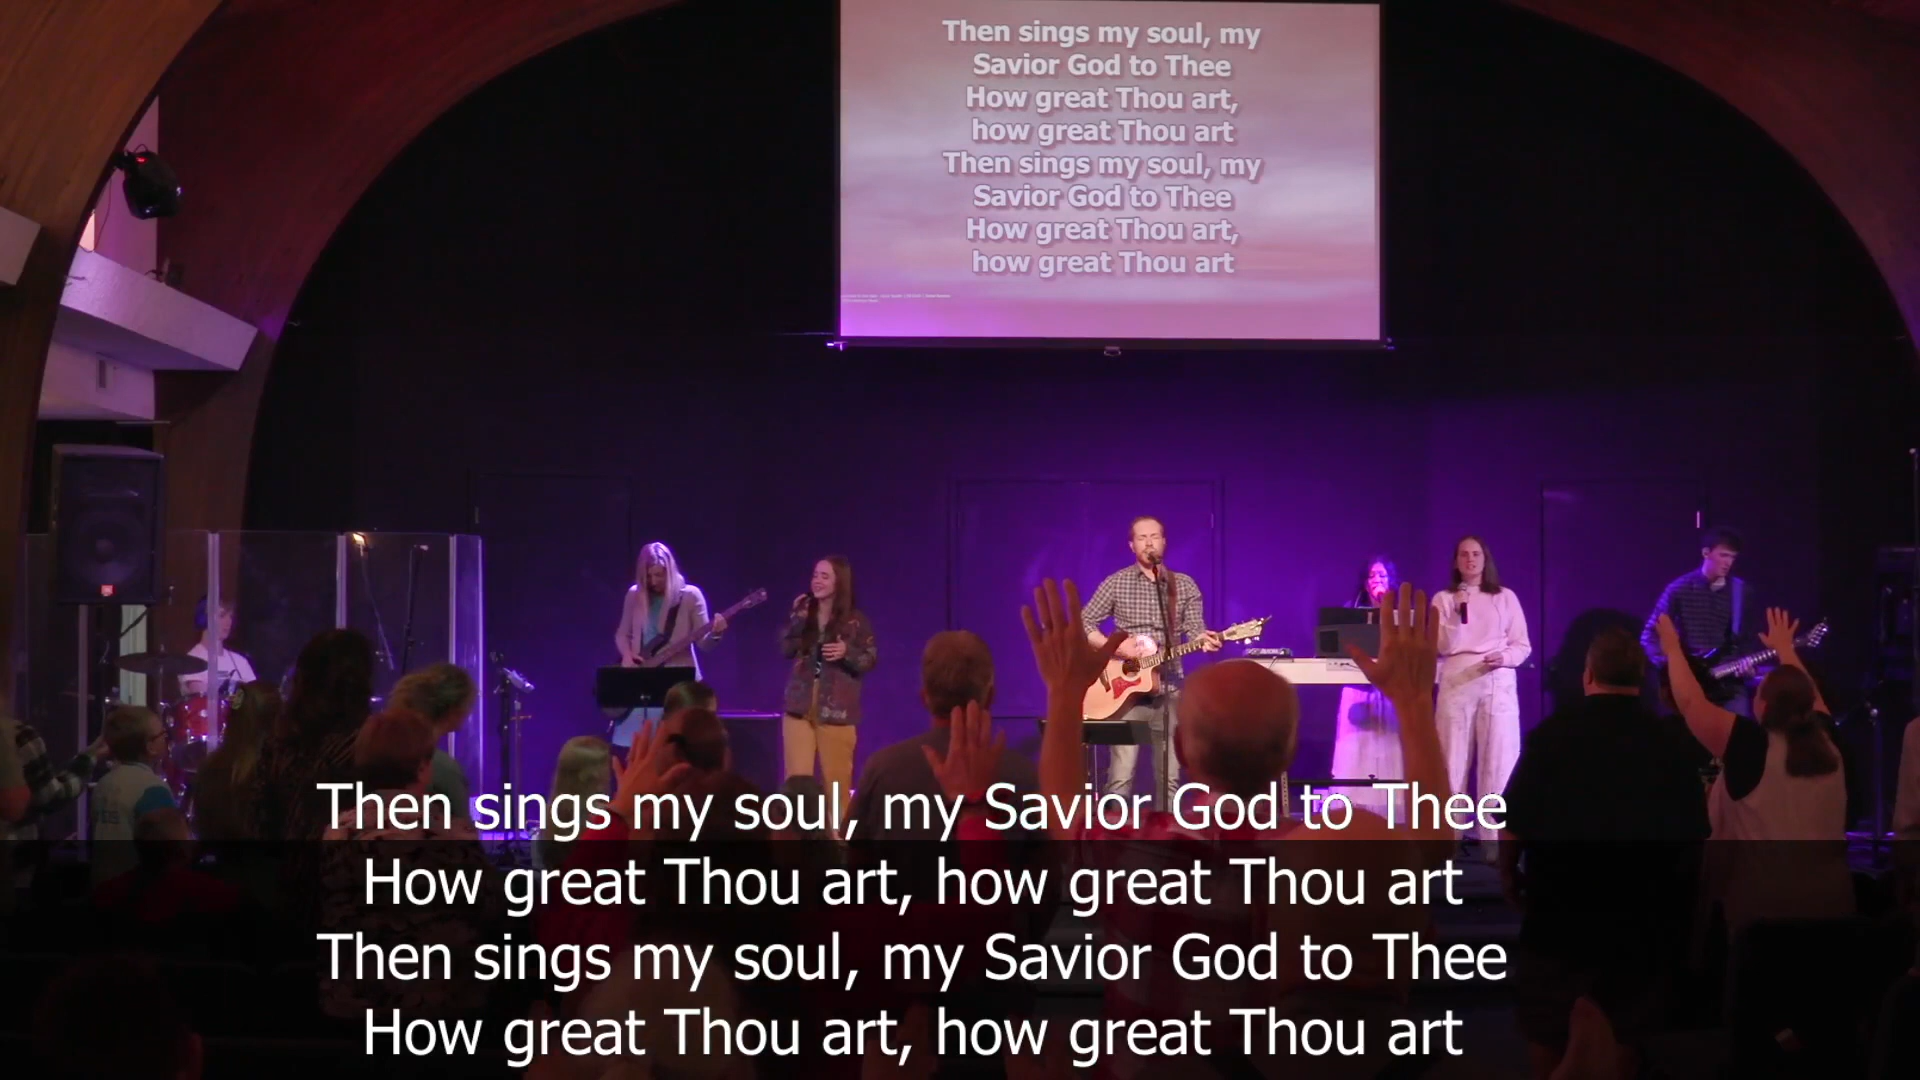 Then sings my soul, my
Savior God to Thee
How great Thou art,
how great Thou art
Then sings my soul, my
Savior God to Thee
How great Thou art,
how great Thou art
Then sings my soul, my Savior God to Thee
How great Thou art, how great Thou art
Then sings my soul, my Savior God to Thee
How great Thou art, how great Thou art